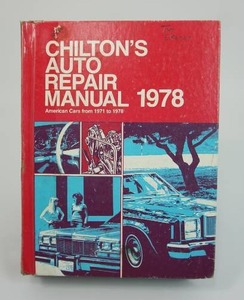 CHILTON'S
AUTO
REPAIR
MANUAL 1978
American Cars from 1971 to 1978